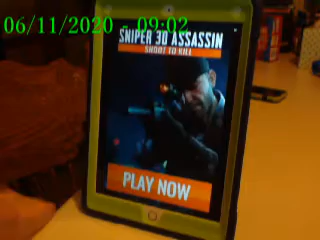 06/11/2020 - 09:02
SNIPER 3D ASSASSIN
SHOOT TO KILL
PLAY NOW